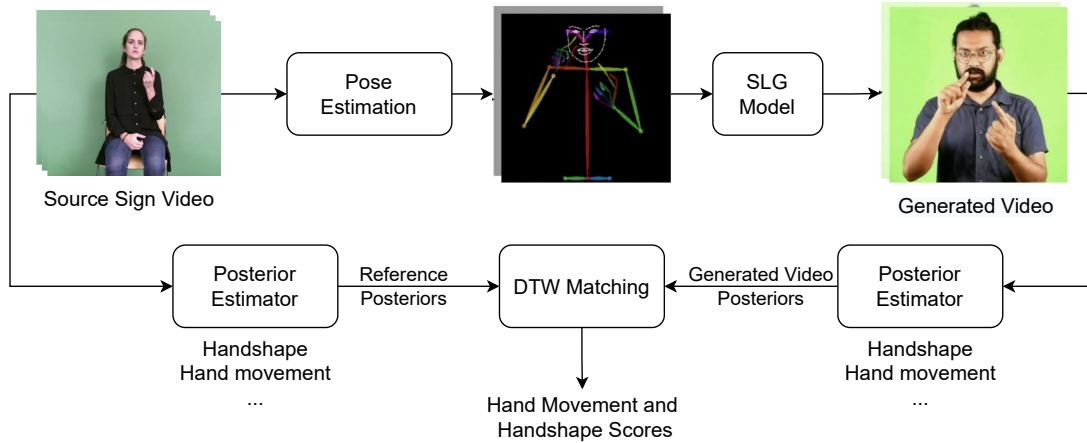 Pose
Estimation
SLG
Model
Source Sign Video
Generated Video
Posterior
Estimator
Reference
Posteriors
DTW Matching
Generated Video
Posteriors
Posterior
Estimator
Handshape
Hand movement
...
Handshape
Hand movement
...
Hand Movement and
Handshape Scores